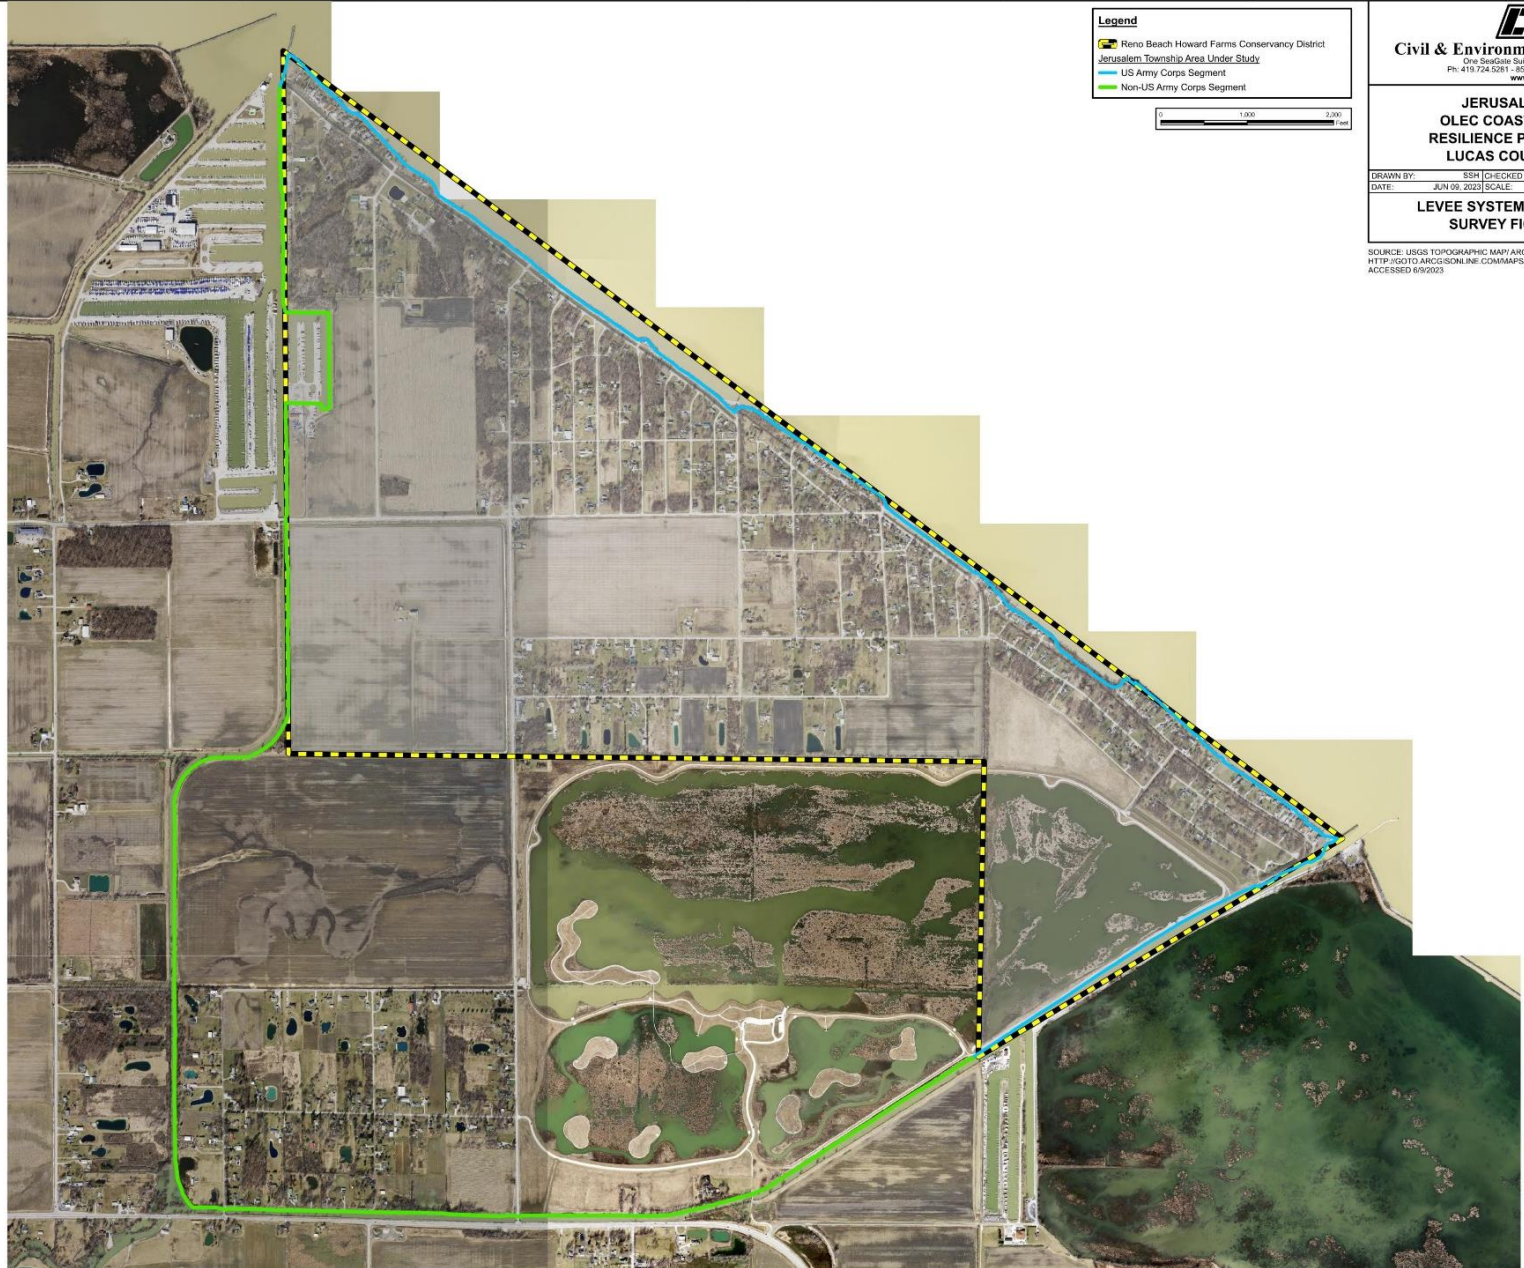 Legend
Reno Beach Howard Farms Conservancy District
Jerusalem Township Area Under Study
US Army Corps Segment
Non-US Army Corps Segment
0 1,000 2,000
Feet
Civil & Environm
One SeaGate Sui
Ph: 419.724.5281 - 85
www
JERUSAL
OLEC COAS
RESILIENCE P
LUCAS COU
DRAWN BY: SSH CHECKED
DATE: JUN 09, 2023 SCALE:
LEVEE SYSTEM
SURVEY FI
SOURCE: USGS TOPOGRAPHIC MAP/ ARC
HTTP://GOTO.ARCGISONLINE.COM/MAPS
ACCESSED 6/9/2023